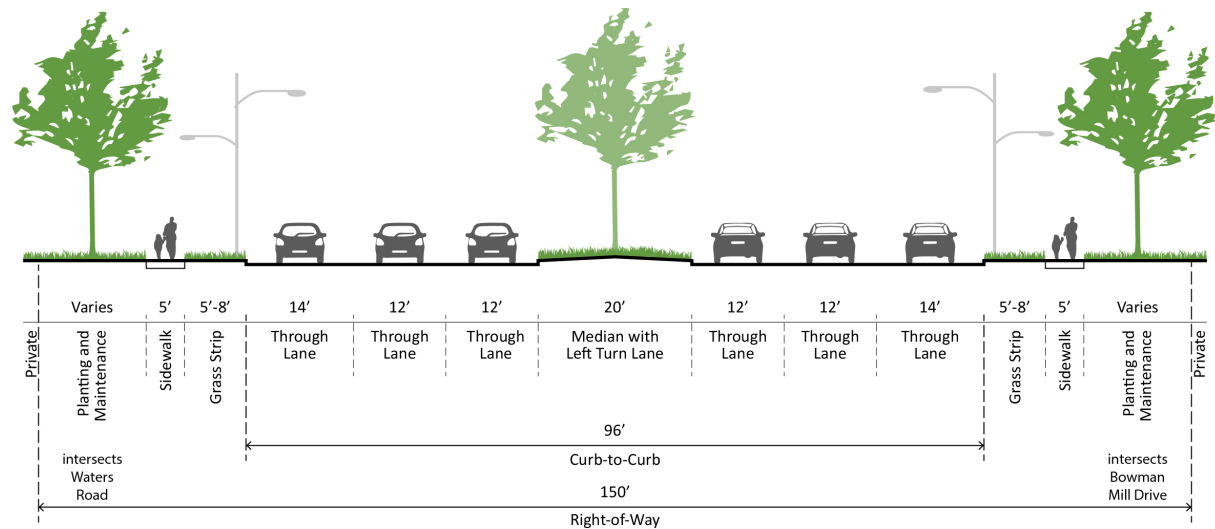 Varies 5’ 5’-8’ 14’ 12’ 12’ 20’ 12’ 12’ 14’ 5’-8’ 5’ Varies
Private
Planting and
Maintenance
Sidewalk
Grass Strip
Through
Lane
Through
Lane
Through
Lane
Median with
Left Turn Lane
Through
Lane
Through
Lane
Through
Lane
Grass Strip
Sidewalk
Planting and
Maintenance
Private
96’
Curb-to-Curb
intersects
Waters
Road
intersects
Bowman
Mill Drive
150’
Right-of-Way